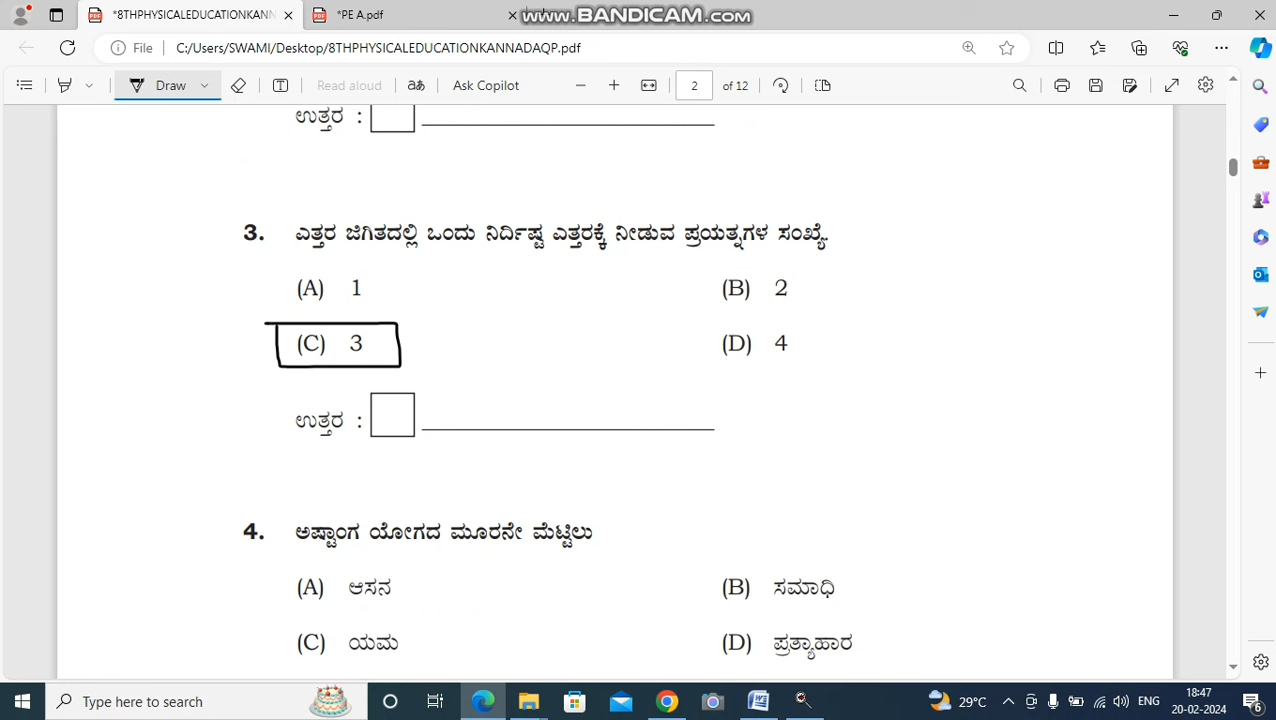 www.BANDICAM.com
*8THPHYSICALEDUCATIONKANN
*PE A.pdf
File
C:/Users/SWAMI/Desktop/8THPHYSICALEDUCATIONKANNADAQP.pdf
Draw
Read aloud
Ask Copilot
2
of 12
ಉತ್ತರ :
3. ಎತ್ತರ ಜಿಗಿತದಲ್ಲಿ ಒಂದು ನಿರ್ದಿಷ್ಟ ಎತ್ತರಕ್ಕೆ ನೀಡುವ ಪ್ರಯತ್ನಗಳ ಸಂಖ್ಯೆ.
(A) 1 (B) 2
(C) 3 (D) 4
ಉತ್ತರ :
4. ಅಷ್ಟಾಂಗ ಯೋಗದ ಮೂರನೇ ಮೆಟ್ಟಿಲು
(A) ಆಸನ (B) ಸಮಾಧಿ
(C) ಯಮ (D) ಪ್ರತ್ಯಾಹಾರ
Type here to search
29°C
ENG
18:47
20-02-2024
6